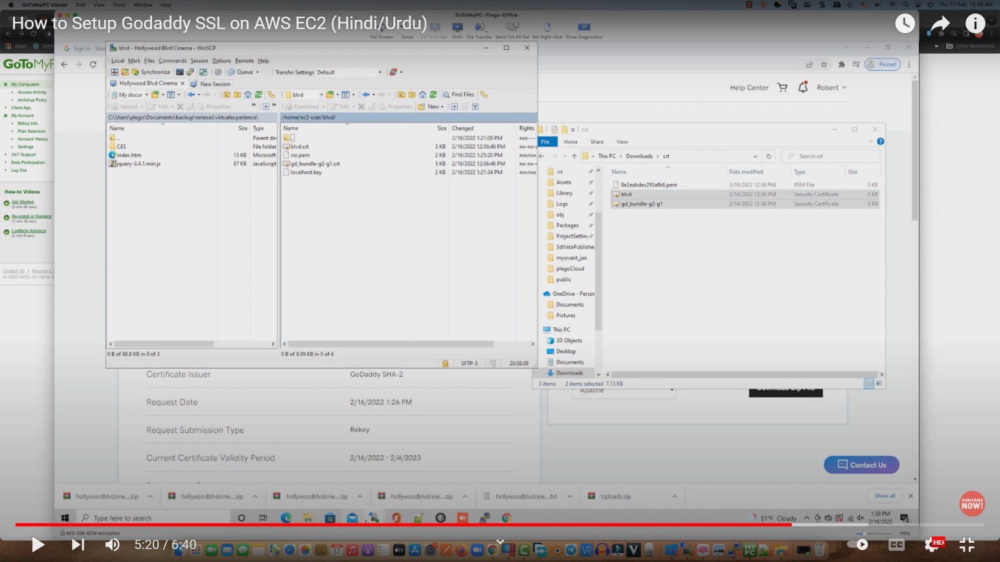 GoToMyPC Viewer Edit View Tools Window Help
Thu 17 Feb 12:38 AM
GoToMyPC: Plego-Office
How to Setup Godaddy SSL on AWS EC2 (Hindi/Urdu)
Full Screen Zoom Fit To Screen 100% File Transfer Send Ctrl Alt Del Set Right-click Show Diagnostics
Apps
Other Bookmarks
Sign in - Goo
Paused
GoToMyP
My Computers
Access Activity
Antivirus Policy
Client App
My Account
Billing Info
Plan Selection
Account History
Settings
24/7 Support
Beta Participation
Log Out
How-to Videos
Get Started
(3 min 50 sec)
Re-install or Replace
(1 min 33 sec)
LogMeIn Antivirus
(2 min 8 sec)
Contact Us | Become a
© 2022 GoTo. All rights re
Help Center
Robert
blvd - Hollywood Blvd Cinema - WinSCP
Local Mark Files Commands Session Options Remote Help
Synchronize Queue Transfer Settings Default
Hollywood Blvd Cinema New Session
My docur
blvd
Find Files
Upload Edit Properties
Download Edit Properties New
C:\Users\plego\Documents\backup\renesas\virtualexperience\
/home/ec2-user/blvd/
Name Size Type
..
Parent dir
CES File folder
index.htm 13 KB Microsoft
jquery-3.4.1.min.js 87 KB JavaScript
Name Size Changed Rights
2/16/2022 1:21:09 PM rwx----
blvd.crt 3 KB 2/16/2022 12:36:46 PM rw-rw-
csr.pem 2 KB 2/16/2022 1:25:20 PM rwxrwx
gd_bundle-g2-g1.crt 5 KB 2/16/2022 12:36:46 PM rw-rw-
localhost.key 2 KB 2/16/2022 1:21:34 PM rwxrwx
0 B of 98.8 KB in 0 of 3
0 B of 9.89 KB in 0 of 4
SFTP-3
20:58:08
crt
File Home Share View
This PC Downloads crt
Search crt
.vs
Assets
Library
Logs
obj
Packages
ProjectSettin
3dVistaPublishe
myovant_jan
plegoCloud
public
OneDrive - Person
Documents
Pictures
This PC
3D Objects
Desktop
Documents
Downloads
Name Date modified Type Size
8e2eabdec293afb6.pem 2/16/2022 12:36 PM PEM File 3 KB
blvd 2/16/2022 12:36 PM Security Certificate 3 KB
gd_bundle-g2-g1 2/16/2022 12:36 PM Security Certificate 5 KB
3 items 2 items selected 7.13 KB
Apache
Download Zip File
Certificate Issuer GoDaddy SHA-2
Request Date 2/16/2022 1:26 PM
Request Submission Type Rekey
Current Certificate Validity Period 2/16/2022 - 2/4/2023
Contact Us
hollywoodblvdcine....zip
hollywoodblvdcine....zip
hollywoodblvdcine....zip
hollywoodblvdcine....zip
hollywoodblvdcine....txt
Uploads.zip
Show all
SUBSCRIBE
NOW!
Type here to search
51°F Cloudy
1:38 PM
2/16/2022
AES-256-GCM encryption
115%
5:20 / 6:40
CC
HD